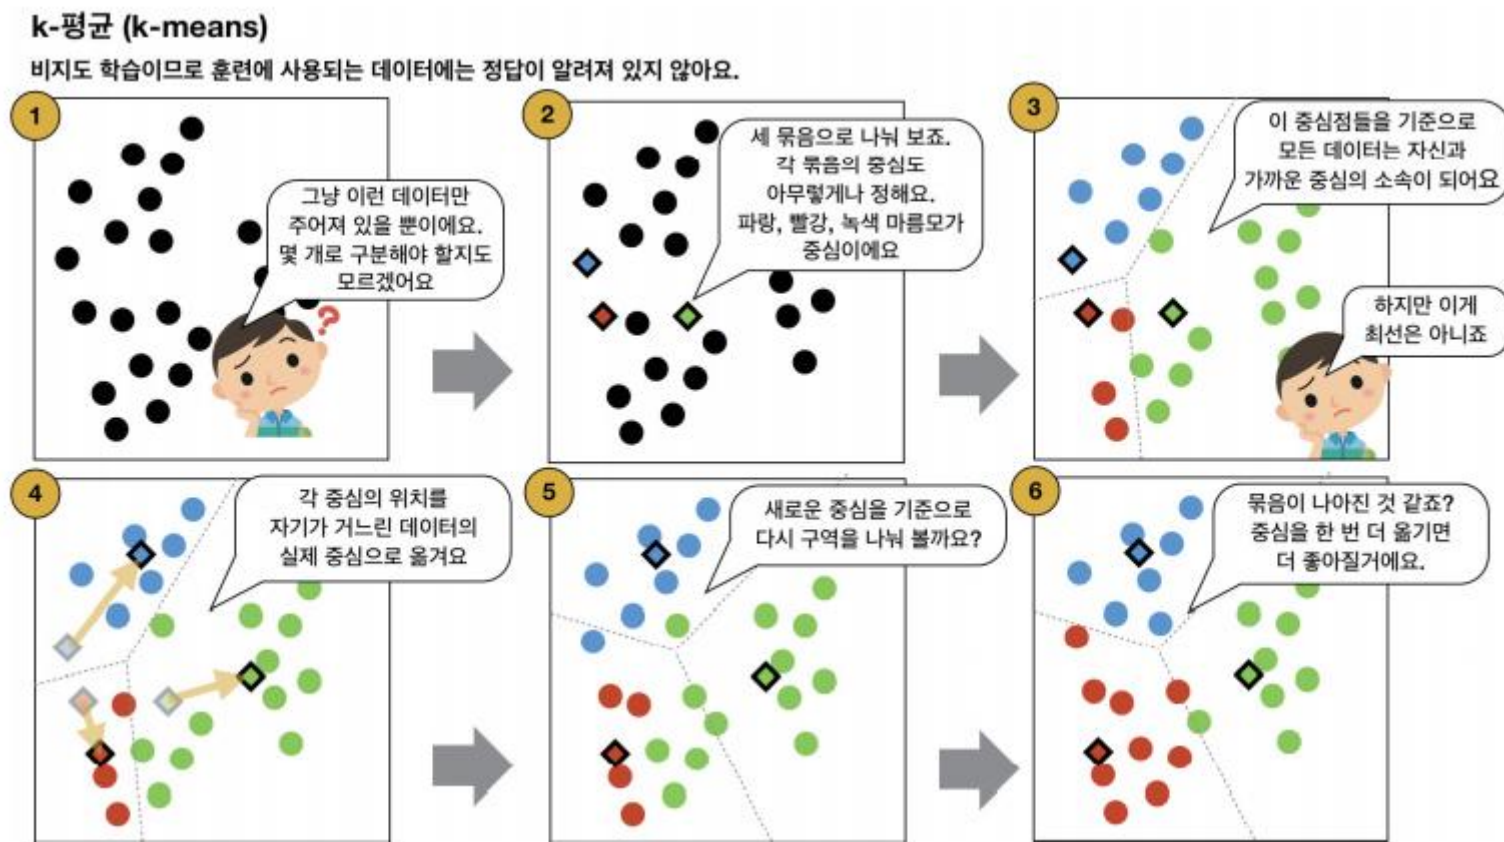 k-평균 (k-means)
비지도 학습이므로 훈련에 사용되는 데이터에는 정답이 알려져 있지 않아요.
1
그냥 이런 데이터만
주어져 있을 뿐이에요.
몇 개로 구분해야 할지도
모르겠어요
?
2
세 묶음으로 나눠 보죠.
각 묶음의 중심도
아무렇게나 정해요.
파랑, 빨강, 녹색 마름모가
중심이에요
3
이 중심점들을 기준으로
모든 데이터는 자신과
가까운 중심의 소속이 되어요
하지만 이게
최선은 아니죠
4
각 중심의 위치를
자기가 거느린 데이터의
실제 중심으로 옮겨요
5
새로운 중심을 기준으로
다시 구역을 나눠 볼까요?
6
묶음이 나아진 것 같죠?
중심을 한 번 더 옮기면
더 좋아질거에요.